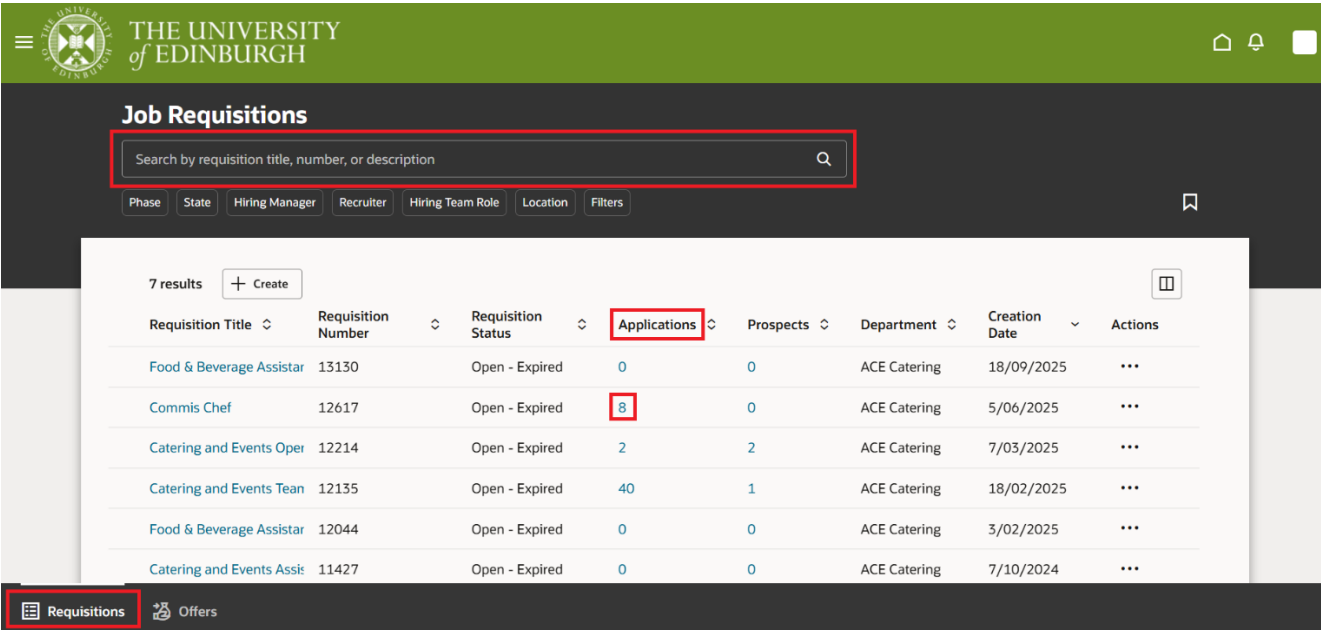 UNIVERSITY OF EDINBURGH
THE UNIVERSITY
of EDINBURGH
Job Requisitions
Search by requisition title, number, or description
Phase State Hiring Manager Recruiter Hiring Team Role Location Filters
7 results + Create
Requisition Title Requisition Number Requisition Status Applications Prospects Department Creation Date Actions
Food & Beverage Assistar 13130 Open - Expired 0 0 ACE Catering 18/09/2025 ...
Commis Chef 12617 Open - Expired 8 0 ACE Catering 5/06/2025 ...
Catering and Events Oper 12214 Open - Expired 2 2 ACE Catering 7/03/2025 ...
Catering and Events Tean 12135 Open - Expired 40 1 ACE Catering 18/02/2025 ...
Food & Beverage Assistar 12044 Open - Expired 0 0 ACE Catering 3/02/2025 ...
Catering and Events Assis 11427 Open - Expired 0 0 ACE Catering 7/10/2024 ...
Requisitions Offers